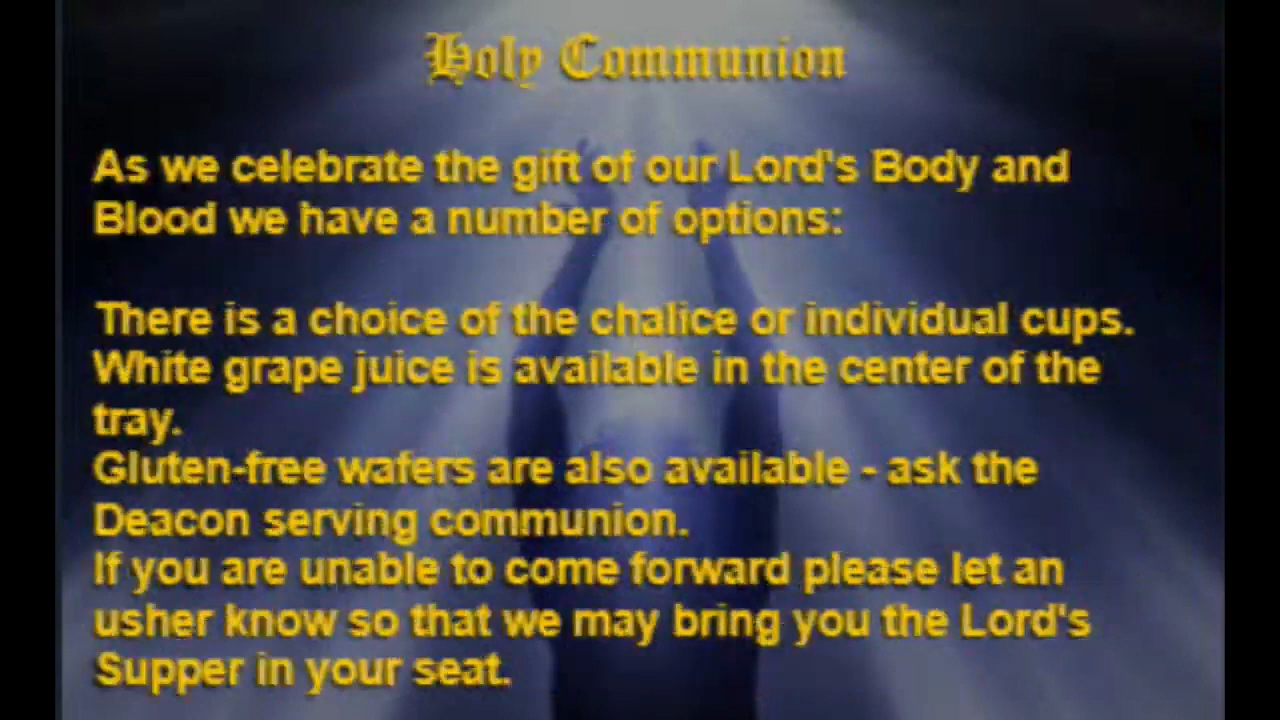 Holy Communion
As we celebrate the gift of our Lord's Body and
Blood we have a number of options:
There is a choice of the chalice or individual cups.
White grape juice is available in the center of the
tray.
Gluten-free wafers are also available - ask the
Deacon serving communion.
If you are unable to come forward please let an
usher know so that we may bring you the Lord's
Supper in your seat.